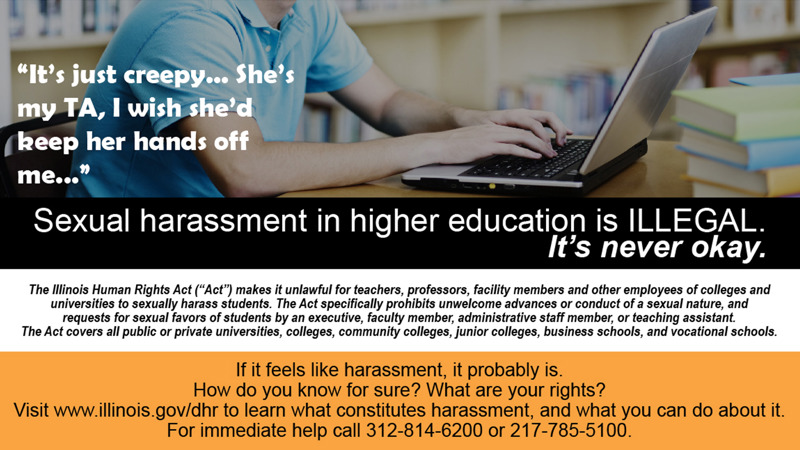 “It’s just creepy... She’s
my TA, I wish she’d
keep her hands off
me...”
Sexual harassment in higher education is ILLEGAL.
It’s never okay.
The Illinois Human Rights Act (“Act”) makes it unlawful for teachers, professors, facility members and other employees of colleges and
universities to sexually harass students. The Act specifically prohibits unwelcome advances or conduct of a sexual nature, and
requests for sexual favors of students by an executive, faculty member, administrative staff member, or teaching assistant.
The Act covers all public or private universities, colleges, community colleges, junior colleges, business schools, and vocational schools.
If it feels like harassment, it probably is.
How do you know for sure? What are your rights?
Visit www.illinois.gov/dhr to learn what constitutes harassment, and what you can do about it.
For immediate help call 312-814-6200 or 217-785-5100.